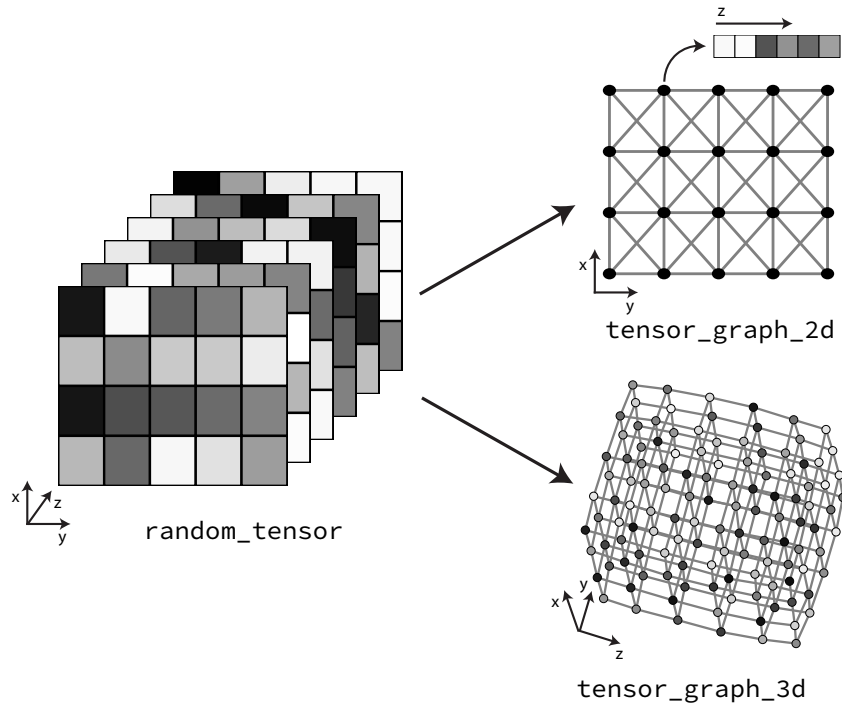 z
x
y
tensor_graph_2d
x
z
y
random_tensor
x
y
z
tensor_graph_3d